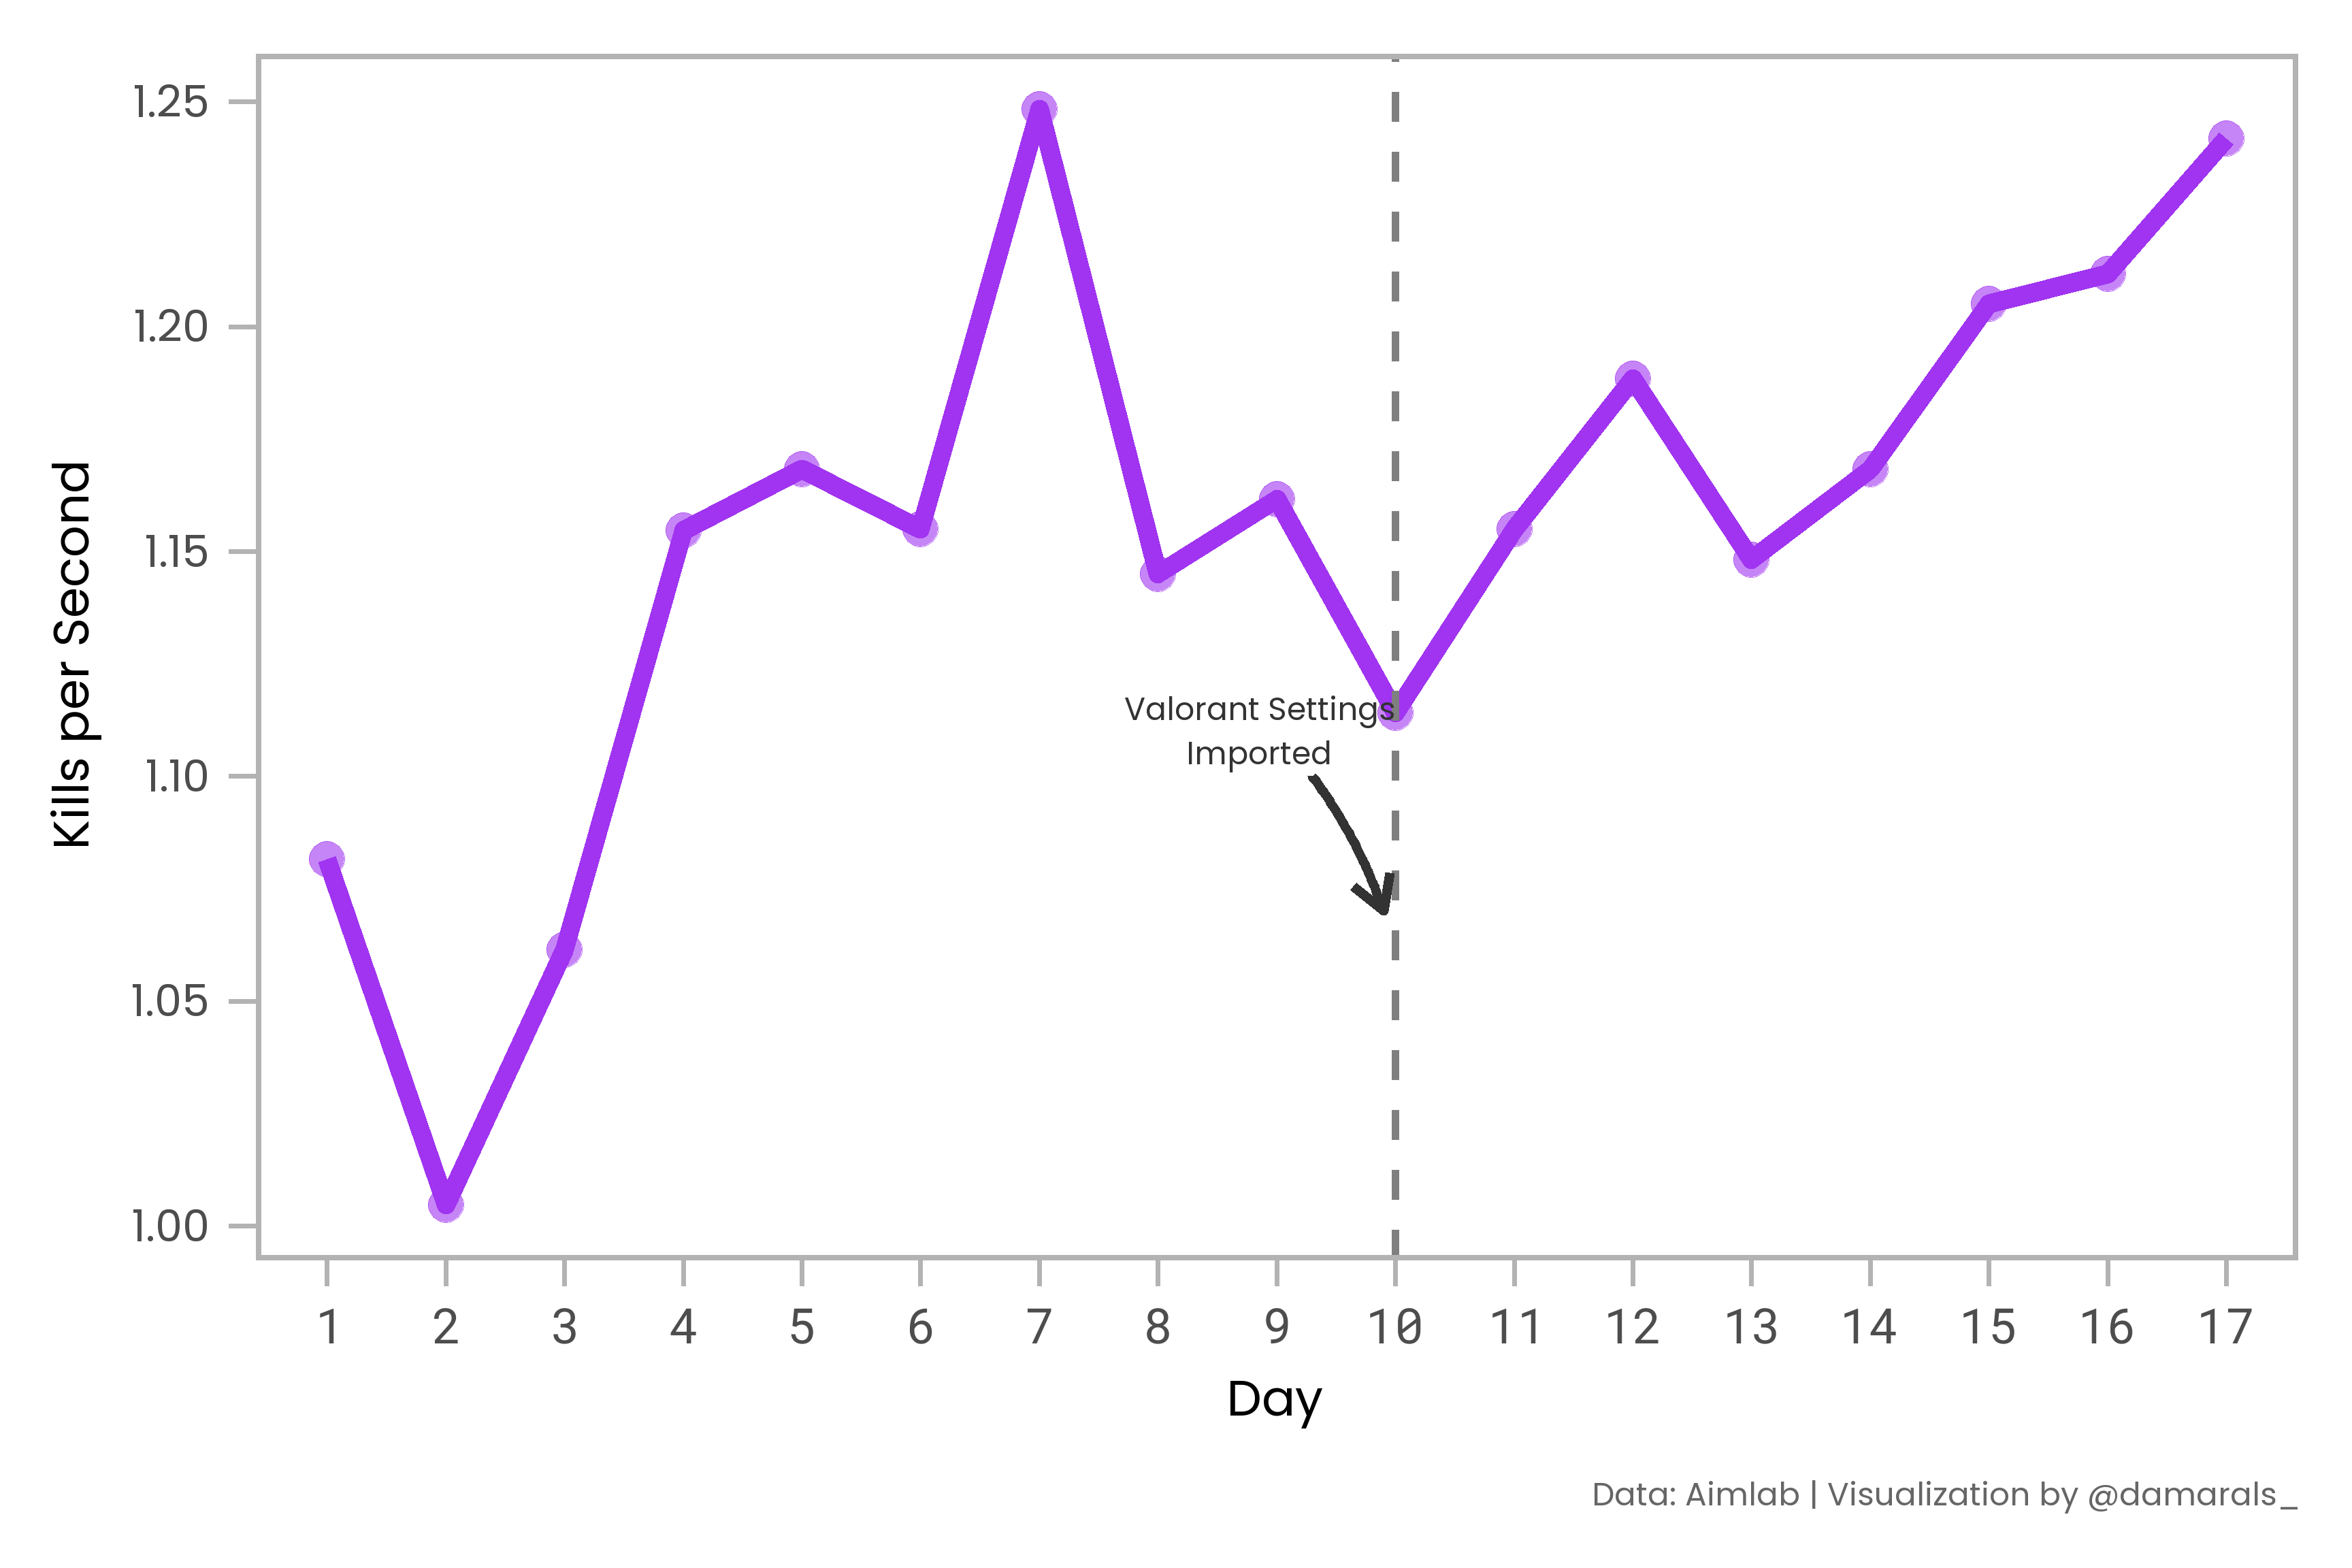 Kills per Second
1.25
1.20
1.15
1.10
1.05
1.00
Valorant Settings
Imported
1 2 3 4 5 6 7 8 9 10 11 12 13 14 15 16 17
Day
Data: Aimlab | Visualization by @damarals_